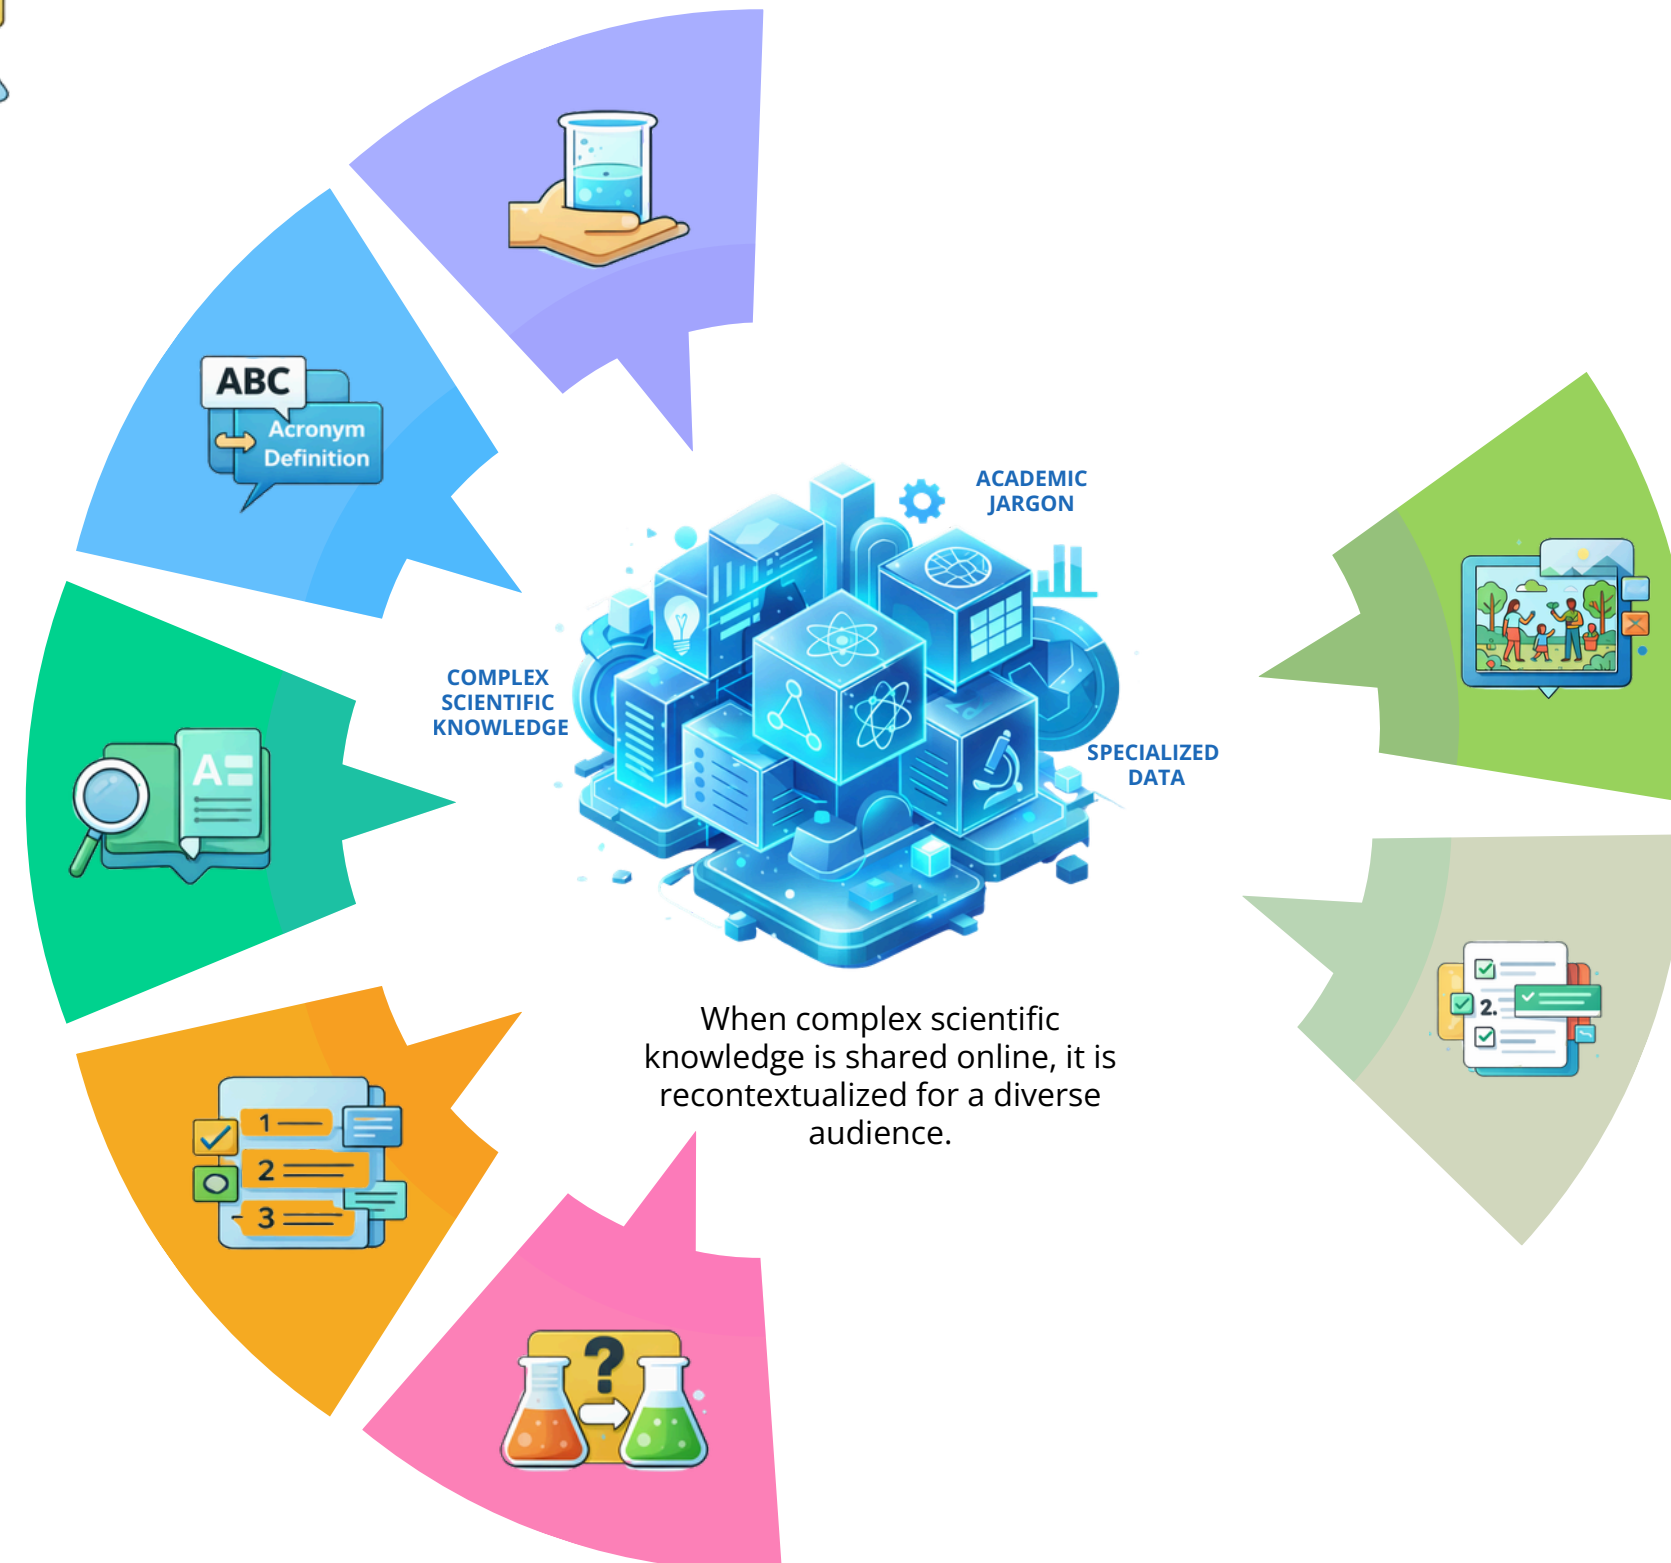 ABC
Acronym
Definition
ACADEMIC
JARGON
COMPLEX
SCIENTIFIC
KNOWLEDGE
SPECIALIZED
DATA
A
2.
When complex scientific
knowledge is shared online, it is
recontextualized for a diverse
audience.
1
2
3
?